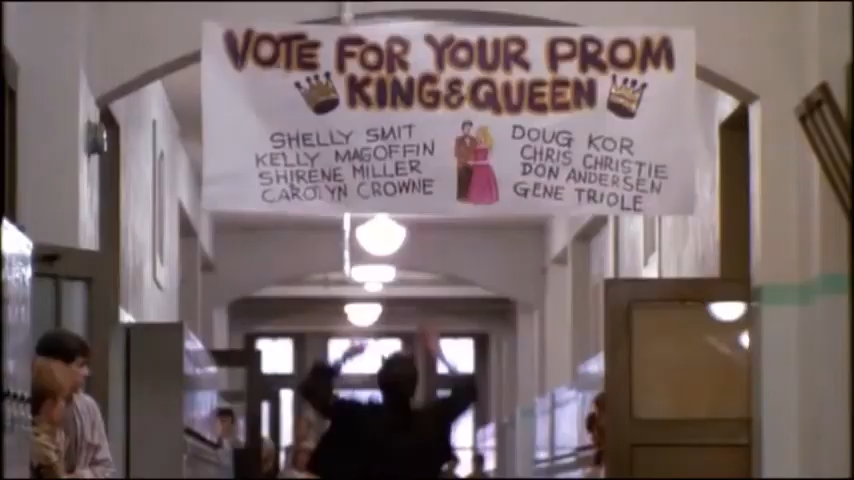 VOTE FOR YOUR PROM
KING & QUEEN
SHELLY SMIT
KELLY MAGOFFIN
SHIRENE MILLER
CAROLYN CROWNE
DOUG KOR
CHRIS CHRISTIE
DON ANDERSEN
GENE TRIOLE